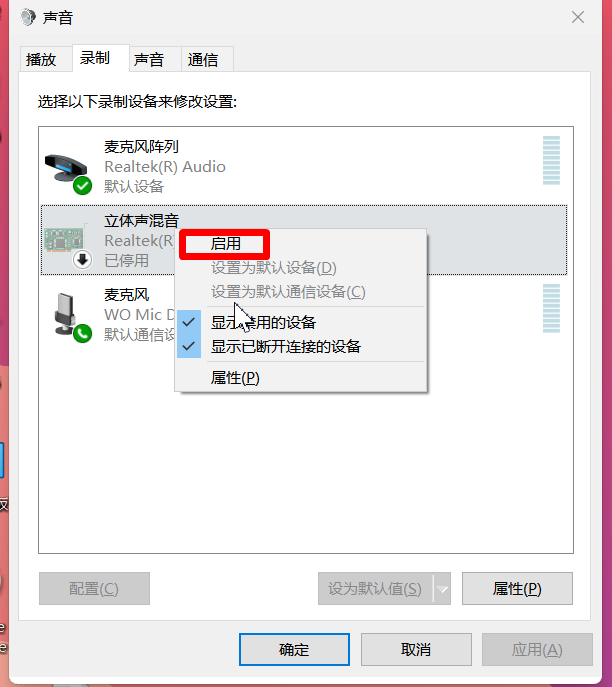 声音
播放 录制 声音 通信
选择以下录制设备来修改设置:
麦克风阵列
Realtek(R) Audio
默认设备
立体声混音
Realtek(R)
已停用
麦克风
WO Mic D
默认通信设
启用
设置为默认设备(D)
设置为默认通信设备(C)
显示禁用的设备
显示已断开连接的设备
属性(P)
配置(C) 设为默认值(S) 属性(P)
确定 取消 应用(A)